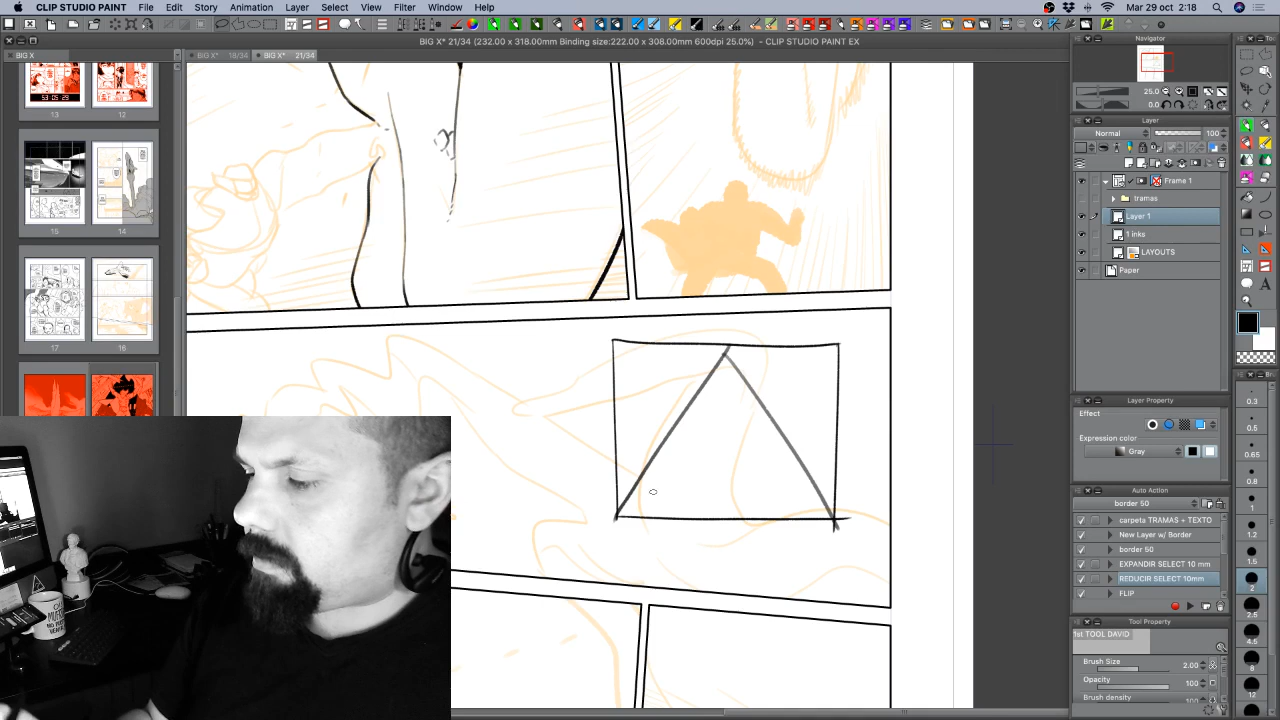 CLIP STUDIO PAINT File Edit Story Animation Layer Select View Filter Window Help
Mar 29 oct 2:18
BIG X* 21/34 (232.00 x 318.00mm Binding size:222.00 x 308.00mm 600dpi 25.0%) - CLIP STUDIO PAINT EX
BIG X
BIG X* 18/34
BIG X* 21/34
13
12
15
14
17
16
Navigator
25.0
0.0
Layer
Normal
100
Frame 1
tramas
Layer 1
1 inks
LAYOUTS
Paper
Layer Property
Effect
Expression color
Gray
Auto Action
border 50
carpeta TRAMAS + TEXTO
New Layer w/ Border
border 50
EXPANDIR SELECT 10 mm
REDUCIR SELECT 10mm
FLIP
Tool Property
1st TOOL DAVID
Brush Size
2.00
Opacity
100
Brush density
To
A
Br
0.3
0.5
0.65
0.8
1
1.2
1.5
2
2.5
4.5
8
12